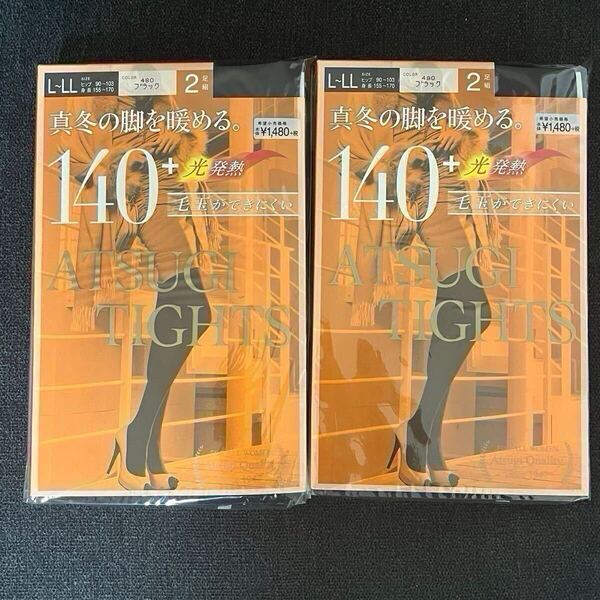 L~LL
SIZE
ヒップ 90~103
身長 155~170
COLOR
480
ブラック
2足組
真冬の脚を暖める。
希望小売価格
本体¥1,480+税
140+
光発熱
毛玉ができにくい
ATSUGI
TIGHTS
Atsugi Quality
L~LL
SIZE
ヒップ 90~103
身長 155~170
COLOR
480
ブラック
2足組
真冬の脚を暖める。
希望小売価格
本体¥1,480+税
140+
光発熱
毛玉ができにくい
ATSUGI
TIGHTS
Atsugi Quality